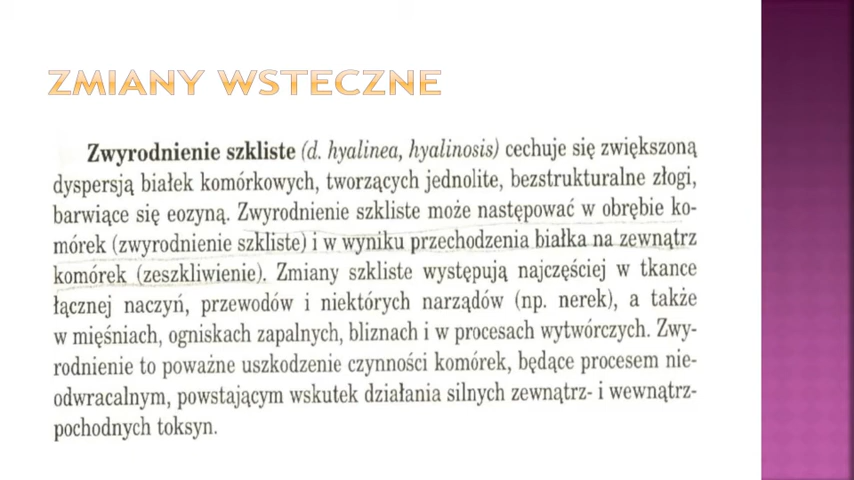 ZMIANY WSTECZNE
Zwyrodnienie szkliste (d. hyalinea, hyalinosis) cechuje się zwiększoną
dyspersją białek komórkowych, tworzących jednolite, bezstrukturalne złogi,
barwiące się eozyną. Zwyrodnienie szkliste może następować w obrębie ko-
mórek (zwyrodnienie szkliste) i w wyniku przechodzenia białka na zewnątrz
komórek (zeszkliwienie). Zmiany szkliste występują najczęściej w tkance
łącznej naczyń, przewodów i niektórych narządów (np. nerek), a także
w mięśniach, ogniskach zapalnych, bliznach i w procesach wytwórczych. Zwy-
rodnienie to poważne uszkodzenie czynności komórek, będące procesem nie-
odwracalnym, powstającym wskutek działania silnych zewnątrz- i wewnątrz-
pochodnych toksyn.